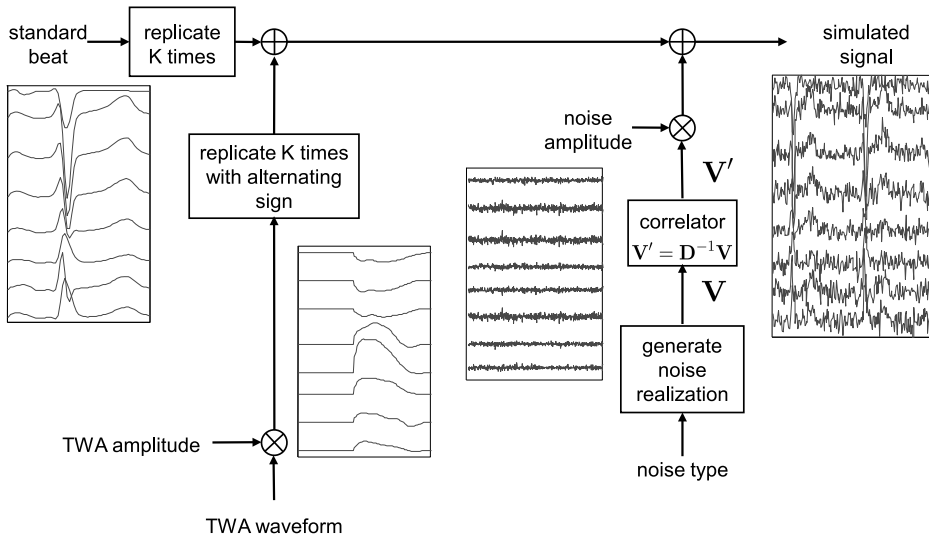 standard
beat
replicate
K times
simulated
signal
noise
amplitude
replicate K times
with alternating
sign
V′
correlator
V′ = D⁻¹V
V
generate
noise
realization
TWA amplitude
noise type
TWA waveform